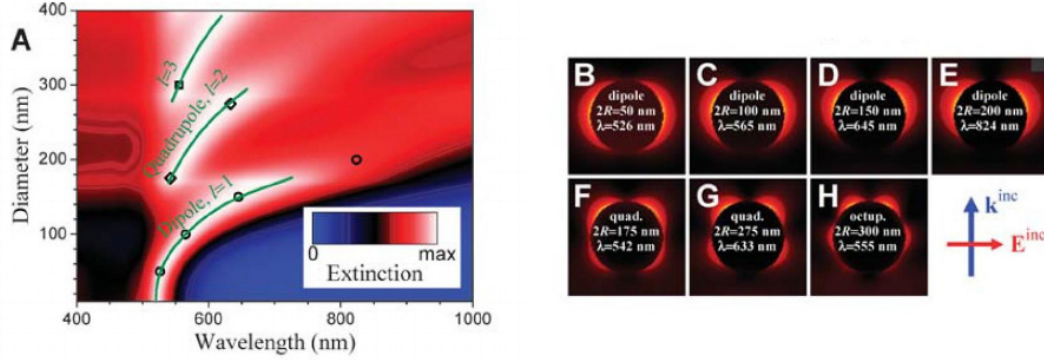 A
400
300
200
100
Diameter (nm)
l=3
Quadrupole, l=2
Dipole, l=1
0 max
Extinction
400 600 800 1000
Wavelength (nm)
B
dipole
2R=50 nm
λ=526 nm
C
dipole
2R=100 nm
λ=565 nm
D
dipole
2R=150 nm
λ=645 nm
E
dipole
2R=200 nm
λ=824 nm
F
quad.
2R=175 nm
λ=542 nm
G
quad.
2R=275 nm
λ=633 nm
H
octup.
2R=300 nm
λ=555 nm
k^inc
E^inc